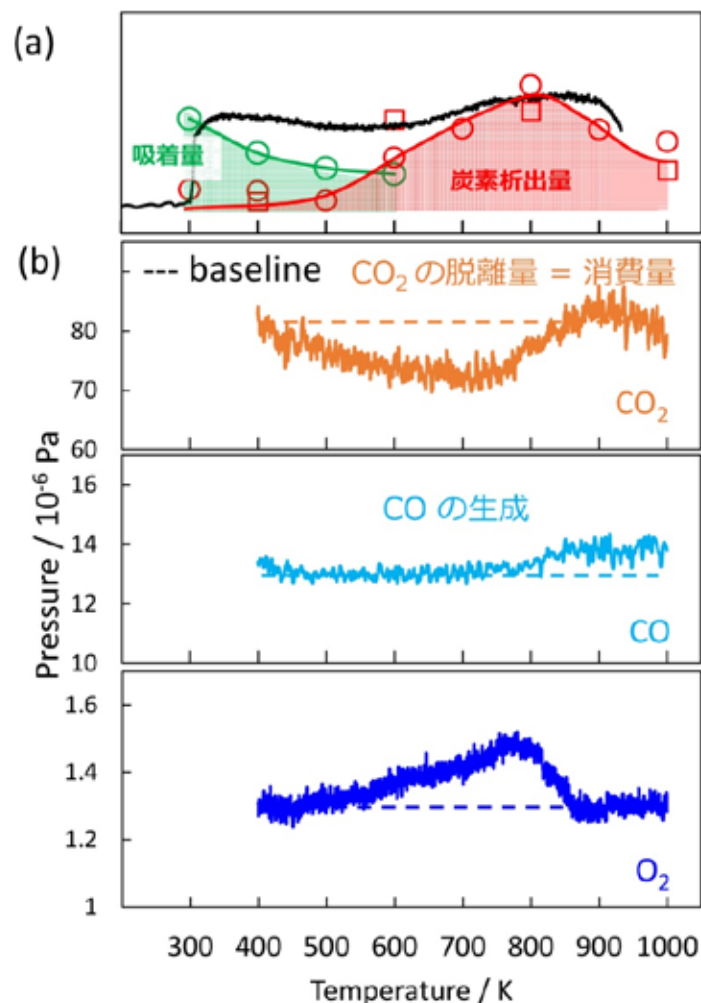 (a)
吸着量
炭素析出量
(b)
--- baseline
CO₂ の脱離量 = 消費量
80
70
60
CO₂
Pressure / 10⁻⁶ Pa
CO の生成
16
14
12
10
CO
1.6
1.4
1.2
1
O₂
300 400 500 600 700 800 900 1000
Temperature / K